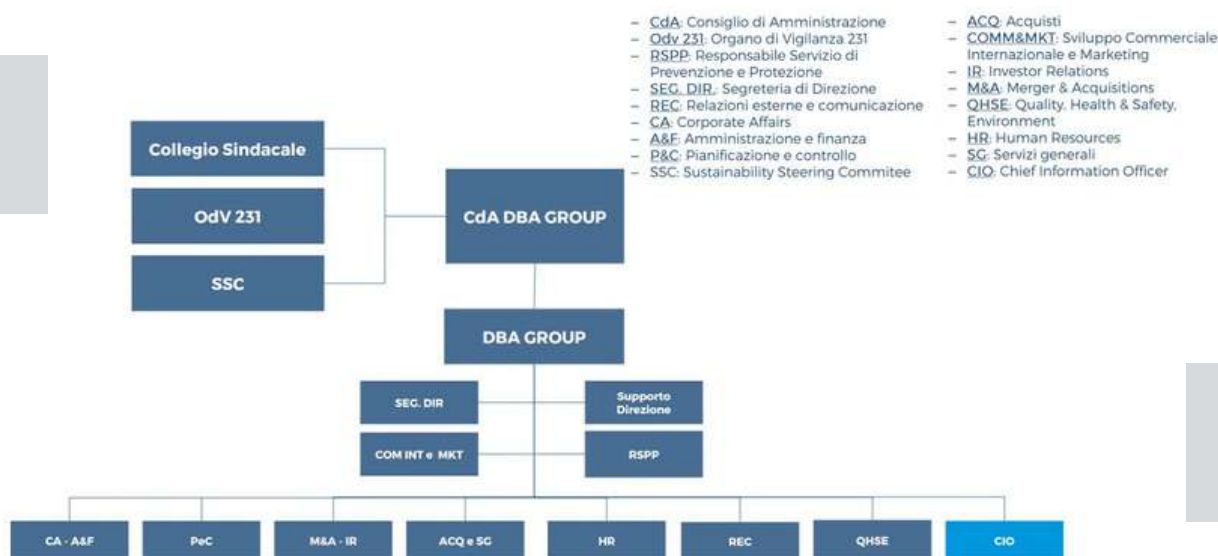 – CdA: Consiglio di Amministrazione
– Odv 231: Organo di Vigilanza 231
– RSPP: Responsabile Servizio di
Prevenzione e Protezione
– SEG. DIR.: Segreteria di Direzione
– REC: Relazioni esterne e comunicazione
– CA: Corporate Affairs
– A&F: Amministrazione e finanza
– P&C: Pianificazione e controllo
– SSC: Sustainability Steering Commitee
– ACQ: Acquisti
– COMM&MKT: Sviluppo Commerciale
Internazionale e Marketing
– IR: Investor Relations
– M&A: Merger & Acquisitions
– QHSE: Quality, Health & Safety,
Environment
– HR: Human Resources
– SG: Servizi generali
– CIO: Chief Information Officer
Collegio Sindacale
OdV 231
SSC
CdA DBA GROUP
DBA GROUP
SEG. DIR
Supporto
Direzione
COM INT e MKT
RSPP
CA - A&F
PeC
M&A - IR
ACQ e SG
HR
REC
QHSE
CIO